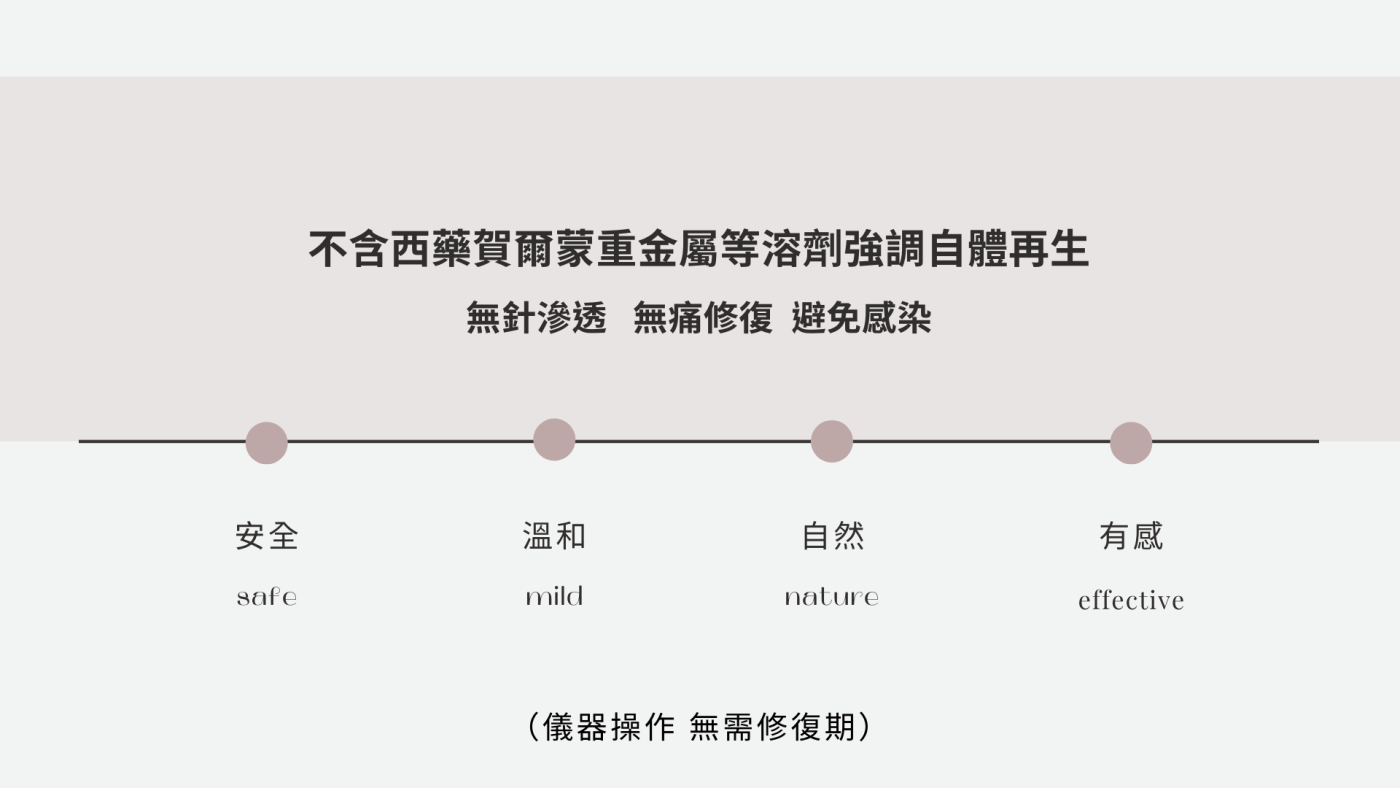 不含西藥賀爾蒙重金屬等溶劑強調自體再生
無針滲透 無痛修復 避免感染
安全 溫和 自然 有感
safe mild nature effective
（儀器操作 無需修復期）